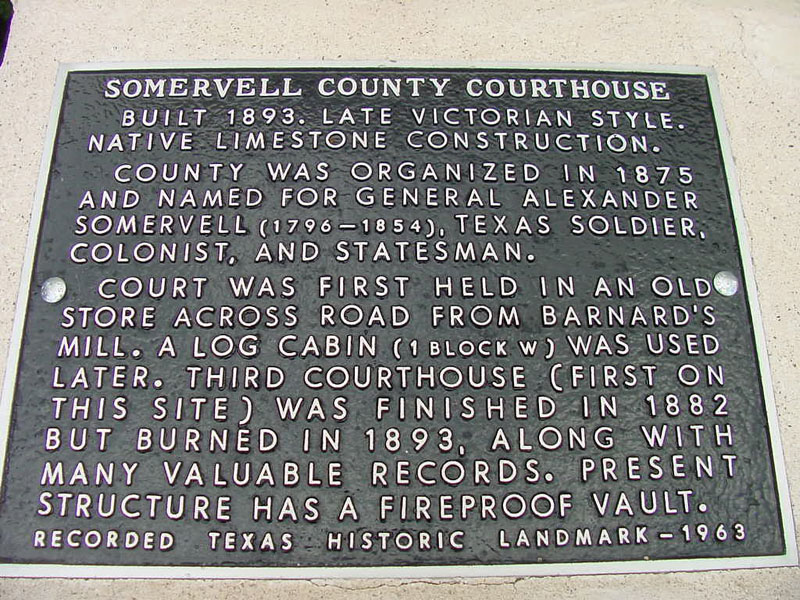 SOMERVELL COUNTY COURTHOUSE
BUILT 1893. LATE VICTORIAN STYLE.
NATIVE LIMESTONE CONSTRUCTION.
COUNTY WAS ORGANIZED IN 1875
AND NAMED FOR GENERAL ALEXANDER
SOMERVELL (1796-1854), TEXAS SOLDIER,
COLONIST, AND STATESMAN.
COURT WAS FIRST HELD IN AN OLD
STORE ACROSS ROAD FROM BARNARD'S
MILL. A LOG CABIN (1 BLOCK W) WAS USED
LATER. THIRD COURTHOUSE (FIRST ON
THIS SITE) WAS FINISHED IN 1882
BUT BURNED IN 1893, ALONG WITH
MANY VALUABLE RECORDS. PRESENT
STRUCTURE HAS A FIREPROOF VAULT.
RECORDED TEXAS HISTORIC LANDMARK-1963